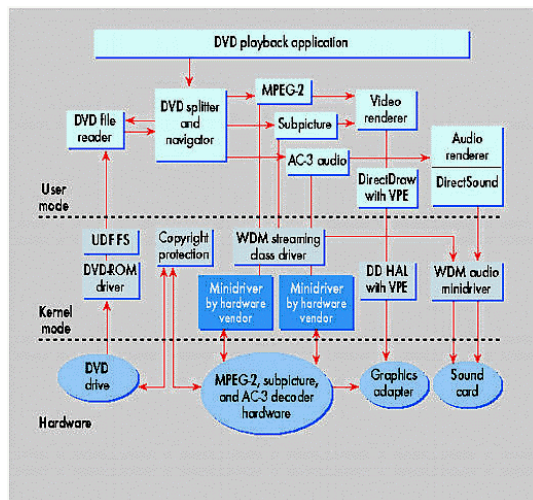 DVD playback application
MPEG-2
Video
renderer
DVD file
reader
DVD splitter
and
navigator
Subpicture
AC-3 audio
Audio
renderer
DirectSound
DirectDraw
with VPE
User
mode
UDF FS
DVD-ROM
driver
Copyright
protection
WDM streaming
class driver
DD HAL
with VPE
WDM audio
minidriver
Minidriver
by hardware
vendor
Minidriver
by hardware
vendor
Kernel
mode
DVD
drive
MPEG-2, subpicture,
and AC-3 decoder
hardware
Graphics
adapter
Sound
card
Hardware